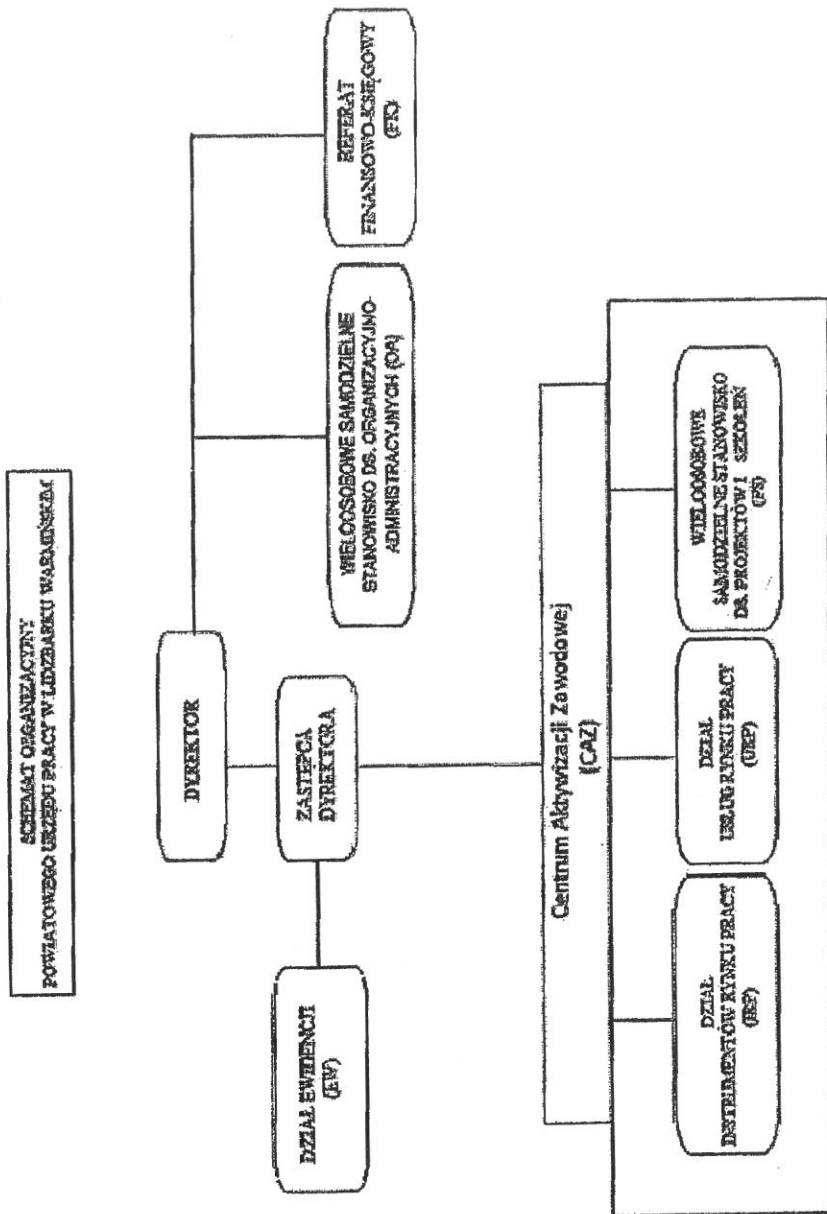 SCHEMAT ORGANIZACYJNY
POWIATOWEGO URZĘDU PRACY W LIDZBARKU WARMIŃSKIM
DYREKTOR
ZASTĘPCA
DYREKTORA
DZIAŁ EWIDENCJI
(EW)
WIELOOSOBOWE SAMODZIELNE
STANOWISKO DS. ORGANIZACYJNO-
ADMINISTRACYJNYCH (OA)
REFERAT
FINANSOWO-KSIĘGOWY
(FK)
Centrum Aktywizacji Zawodowej
(CAZ)
DZIAŁ
INSTRUMENTÓW RYNKU PRACY
(IRP)
DZIAŁ
USŁUG RYNKU PRACY
(URP)
WIELOOSOBOWE
SAMODZIELNE STANOWISKO
DS. PROJEKTÓW I SZKOLEŃ
(PS)